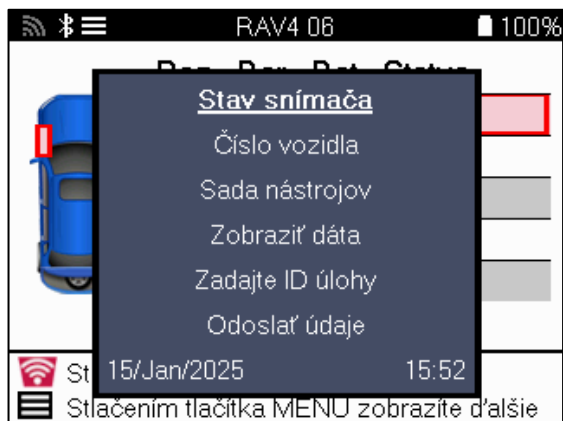 RAV4 06 100%
Stav snímača
Číslo vozidla
Sada nástrojov
Zobraziť dáta
Zadajte ID úlohy
Odoslať údaje
15/Jan/2025 15:52
St
Stlačením tlačítka MENU zobrazíte ďalšie